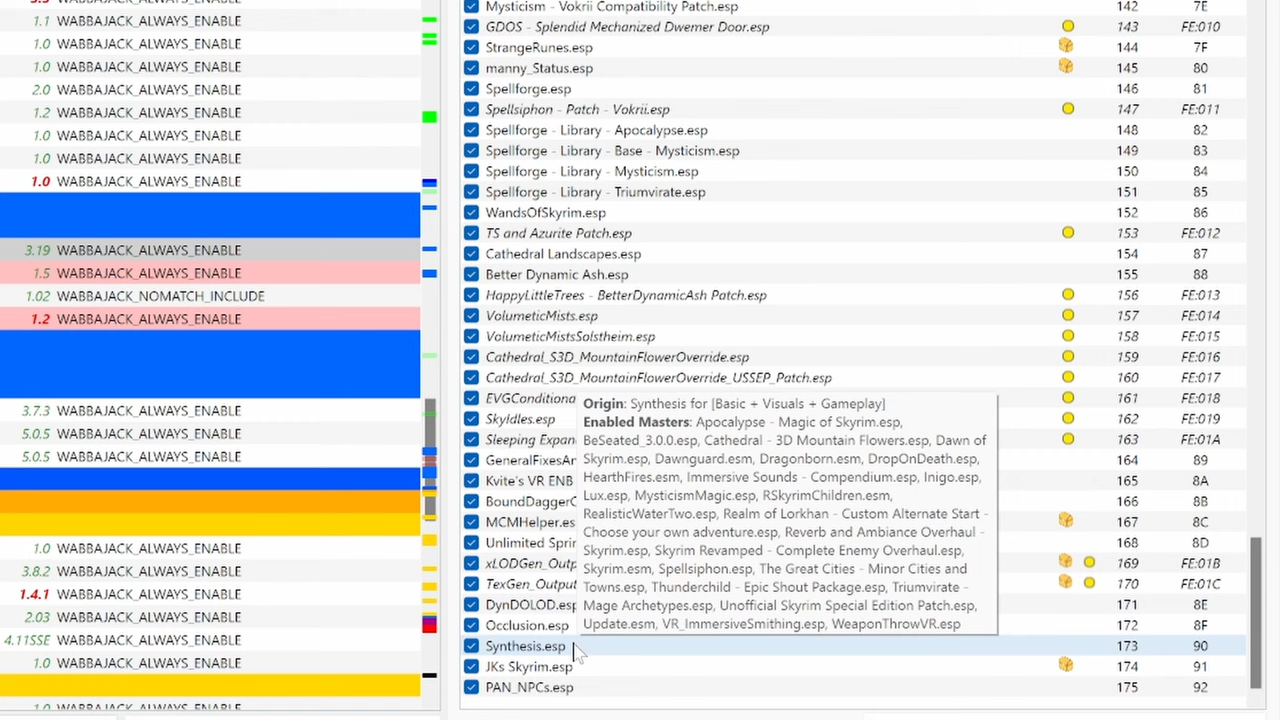 1.1 WABBAJACK_ALWAYS_ENABLE
1.0 WABBAJACK_ALWAYS_ENABLE
1.0 WABBAJACK_ALWAYS_ENABLE
2.0 WABBAJACK_ALWAYS_ENABLE
1.2 WABBAJACK_ALWAYS_ENABLE
1.0 WABBAJACK_ALWAYS_ENABLE
1.0 WABBAJACK_ALWAYS_ENABLE
1.0 WABBAJACK_ALWAYS_ENABLE
3.19 WABBAJACK_ALWAYS_ENABLE
1.5 WABBAJACK_ALWAYS_ENABLE
1.02 WABBAJACK_NOMATCH_INCLUDE
1.2 WABBAJACK_ALWAYS_ENABLE
3.7.3 WABBAJACK_ALWAYS_ENABLE
5.0.5 WABBAJACK_ALWAYS_ENABLE
5.0.5 WABBAJACK_ALWAYS_ENABLE
1.0 WABBAJACK_ALWAYS_ENABLE
3.8.2 WABBAJACK_ALWAYS_ENABLE
1.4.1 WABBAJACK_ALWAYS_ENABLE
2.03 WABBAJACK_ALWAYS_ENABLE
4.11SSE WABBAJACK_ALWAYS_ENABLE
1.0 WABBAJACK_ALWAYS_ENABLE
1.0 WABBAJACK_ALWAYS_ENABLE
Mysticism - Vokrii Compatibility Patch.esp 142 7E
GDOS - Splendid Mechanized Dwemer Door.esp 143 FE:010
StrangeRunes.esp 144 7F
manny_Status.esp 145 80
Spellforge.esp 146 81
Spellsiphon - Patch - Vokrii.esp 147 FE:011
Spellforge - Library - Apocalypse.esp 148 82
Spellforge - Library - Base - Mysticism.esp 149 83
Spellforge - Library - Mysticism.esp 150 84
Spellforge - Library - Triumvirate.esp 151 85
WandsOfSkyrim.esp 152 86
TS and Azurite Patch.esp 153 FE:012
Cathedral Landscapes.esp 154 87
Better Dynamic Ash.esp 155 88
HappyLittleTrees - BetterDynamicAsh Patch.esp 156 FE:013
VolumeticMists.esp 157 FE:014
VolumeticMistsSolstheim.esp 158 FE:015
Cathedral_S3D_MountainFlowerOverride.esp 159 FE:016
Cathedral_S3D_MountainFlowerOverride_USSEP_Patch.esp 160 FE:017
EVGConditiona 161 FE:018
SkyIdles.esp 162 FE:019
Sleeping Expan 163 FE:01A
GeneralFixesAr 164 89
Kvite's VR ENB 165 8A
BoundDaggerC 166 8B
MCMHelper.es 167 8C
Unlimited Sprir 168 8D
xLODGen_Outp 169 FE:01B
TexGen_Output 170 FE:01C
DynDOLOD.esp 171 8E
Occlusion.esp 172 8F
Synthesis.esp 173 90
JKs Skyrim.esp 174 91
PAN_NPCs.esp 175 92
Origin: Synthesis for [Basic + Visuals + Gameplay]
Enabled Masters: Apocalypse - Magic of Skyrim.esp,
BeSeated_3.0.0.esp, Cathedral - 3D Mountain Flowers.esp, Dawn of
Skyrim.esp, Dawnguard.esm, Dragonborn.esm, DropOnDeath.esp,
HearthFires.esm, Immersive Sounds - Compendium.esp, Inigo.esp,
Lux.esp, MysticismMagic.esp, RSkyrimChildren.esm,
RealisticWaterTwo.esp, Realm of Lorkhan - Custom Alternate Start -
Choose your own adventure.esp, Reverb and Ambiance Overhaul -
Skyrim.esp, Skyrim Revamped - Complete Enemy Overhaul.esp,
Skyrim.esm, Spellsiphon.esp, The Great Cities - Minor Cities and
Towns.esp, Thunderchild - Epic Shout Package.esp, Triumvirate -
Mage Archetypes.esp, Unofficial Skyrim Special Edition Patch.esp,
Update.esm, VR_ImmersiveSmithing.esp, WeaponThrowVR.esp